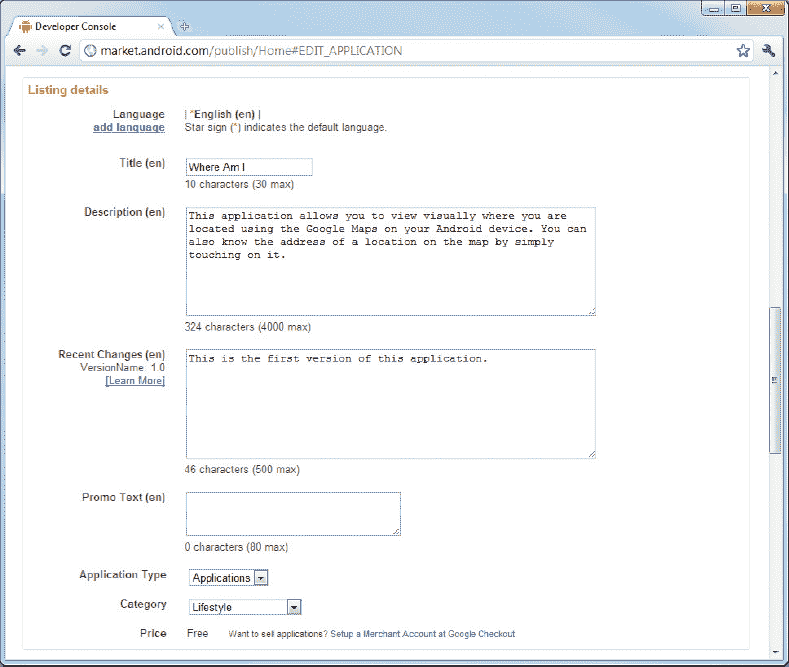 Developer Console
market.android.com/publish/Home#EDIT_APPLICATION
Listing details
Language
add language
| *English (en) |
Star sign (*) indicates the default language.
Title (en)
Where Am I
10 characters (30 max)
Description (en)
This application allows you to view visually where you are
located using the Google Maps on your Android device. You can
also know the address of a location on the map by simply
touching on it.
324 characters (4000 max)
Recent Changes (en)
VersionName 1.0
[Learn More]
This is the first version of this application.
46 characters (500 max)
Promo Text (en)
0 characters (80 max)
Application Type
Applications
Category
Lifestyle
Price
Free
Want to sell applications? Setup a Merchant Account at Google Checkout